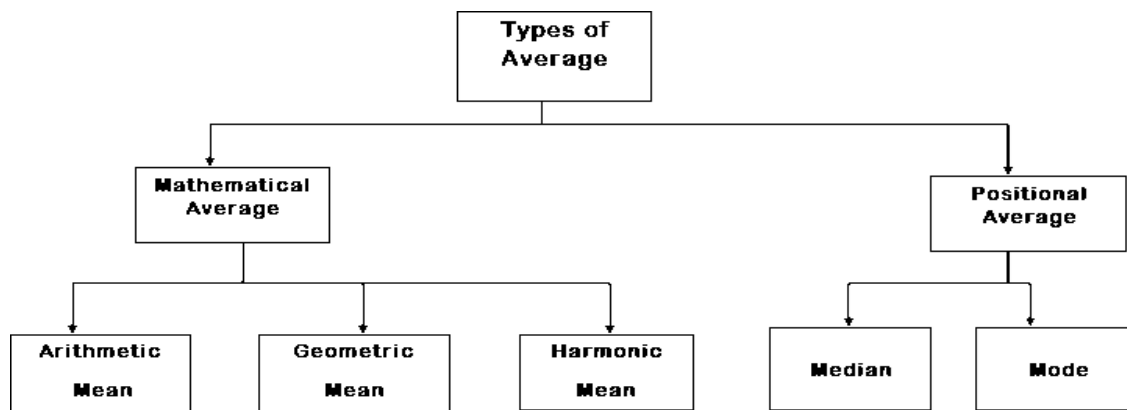 Types of
Average
Mathematical
Average
Positional
Average
Arithmetic
Mean
Geometric
Mean
Harmonic
Mean
Median
Mode